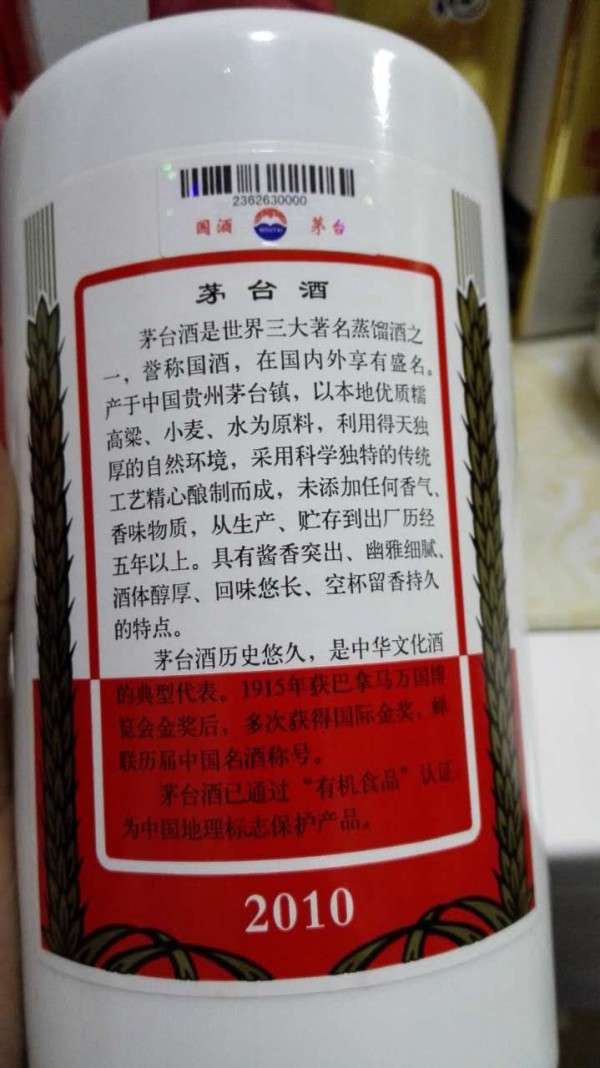 2362630000
国酒 茅台
茅台酒
茅台酒是世界三大著名蒸馏酒之
一，誉称国酒，在国内外享有盛名。
产于中国贵州茅台镇，以本地优质糯
高粱、小麦、水为原料，利用得天独
厚的自然环境，采用科学独特的传统
工艺精心酿制而成，未添加任何香气、
香味物质，从生产、贮存到出厂历经
五年以上。具有酱香突出、幽雅细腻、
酒体醇厚、回味悠长、空杯留香持久
的特点。
茅台酒历史悠久，是中华文化酒
的典型代表。1915年获巴拿马万国博
览会金奖后，多次获得国际金奖，蝉
联历届中国名酒称号。
茅台酒已通过“有机食品”认证，
为中国地理标志保护产品。
2010